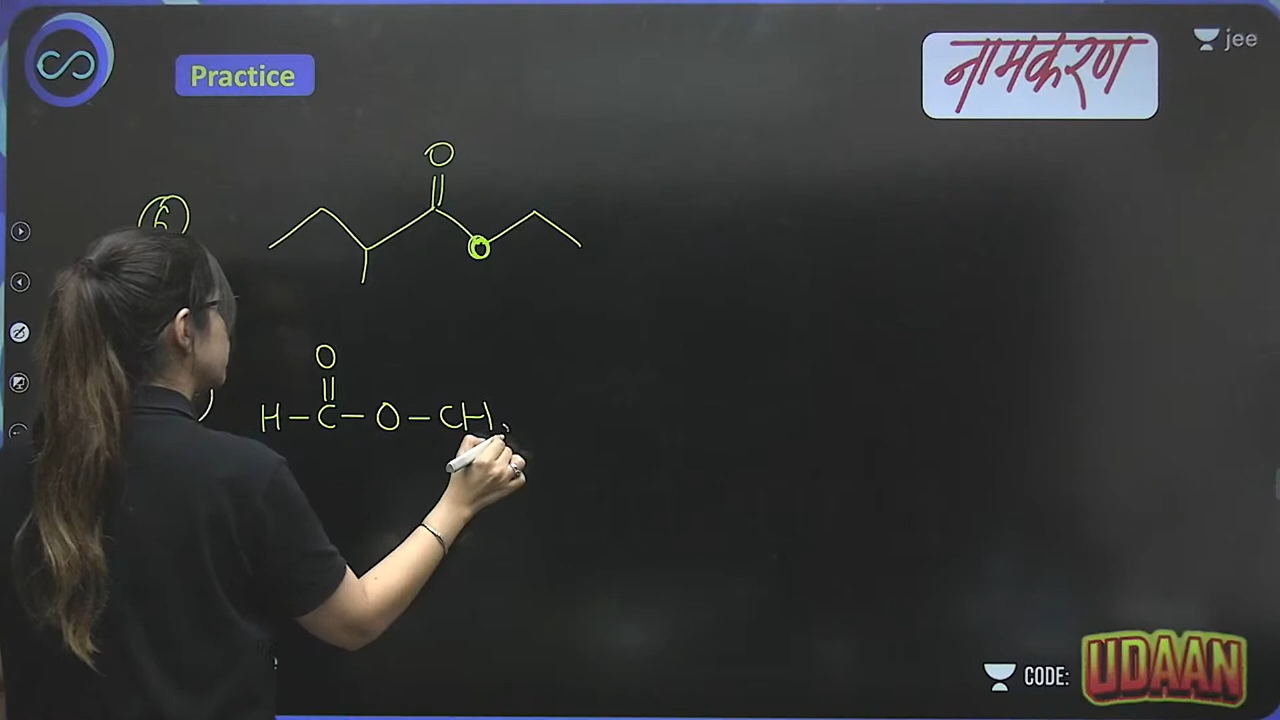 Practice
नामकरण
jee
6
O
O
O
H – C – O – CH
CODE: UDAAN